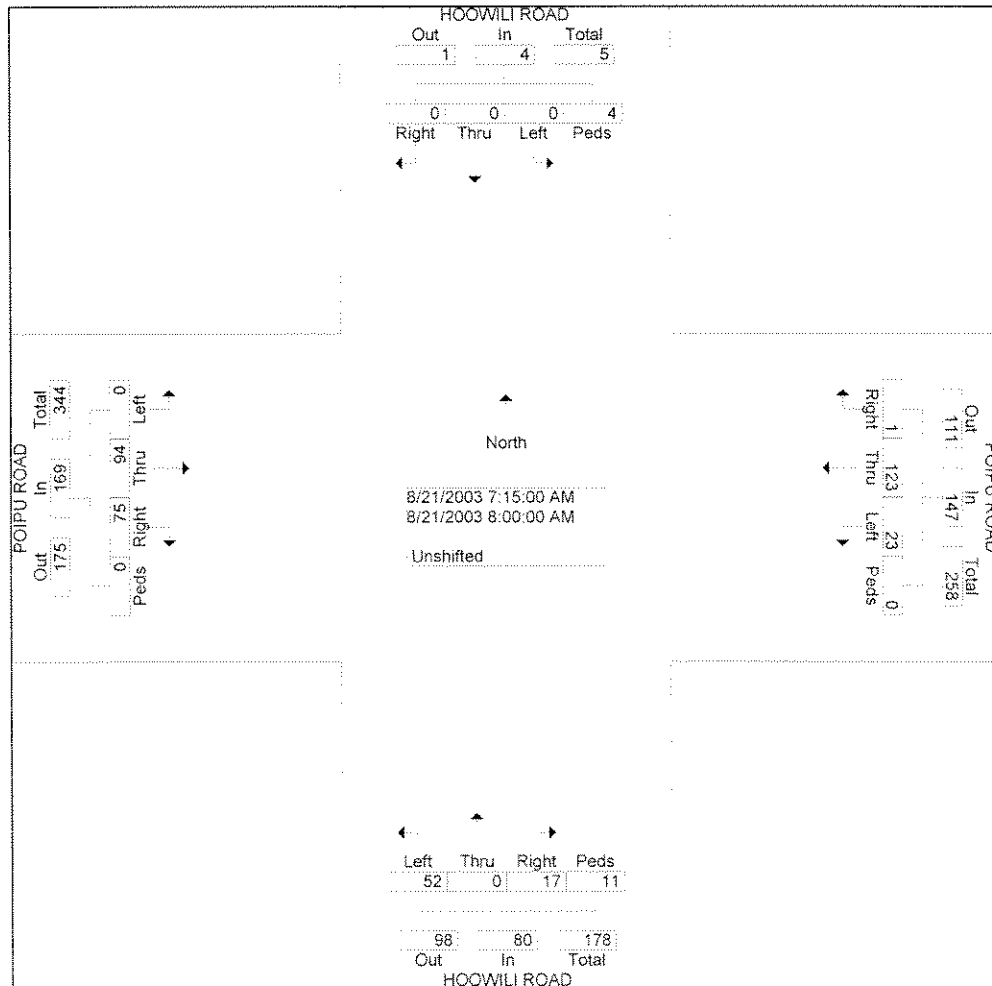 HOOWILI ROAD
Out In Total
1 4 5
0 0 0 4
Right Thru Left Peds
POIPU ROAD
Out In Total
175 169 344
0 75 94 0
Peds Right Thru Left
North
8/21/2003 7:15:00 AM
8/21/2003 8:00:00 AM
Unshifted
Right Thru Left Peds
1 123 23 0
Out In Total
111 147 258
POIPU ROAD
Left Thru Right Peds
52 0 17 11
98 80 178
Out In Total
HOOWILI ROAD